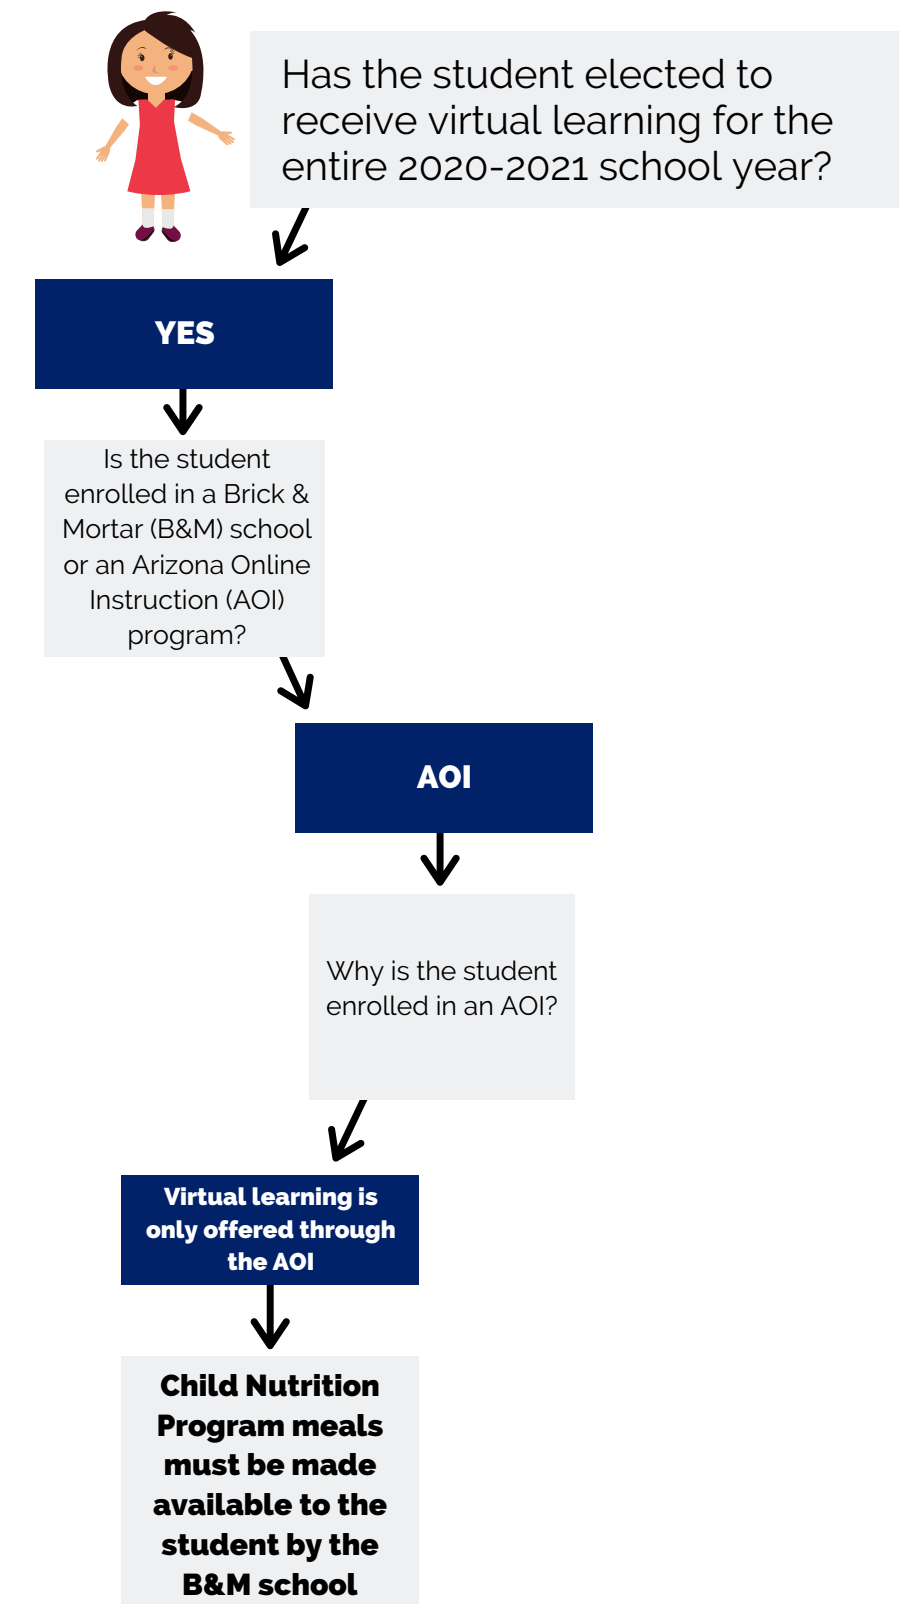 Has the student elected to
receive virtual learning for the
entire 2020-2021 school year?
YES
Is the student
enrolled in a Brick &
Mortar (B&M) school
or an Arizona Online
Instruction (AOI)
program?
AOI
Why is the student
enrolled in an AOI?
Virtual learning is
only offered through
the AOI
Child Nutrition
Program meals
must be made
available to the
student by the
B&M school